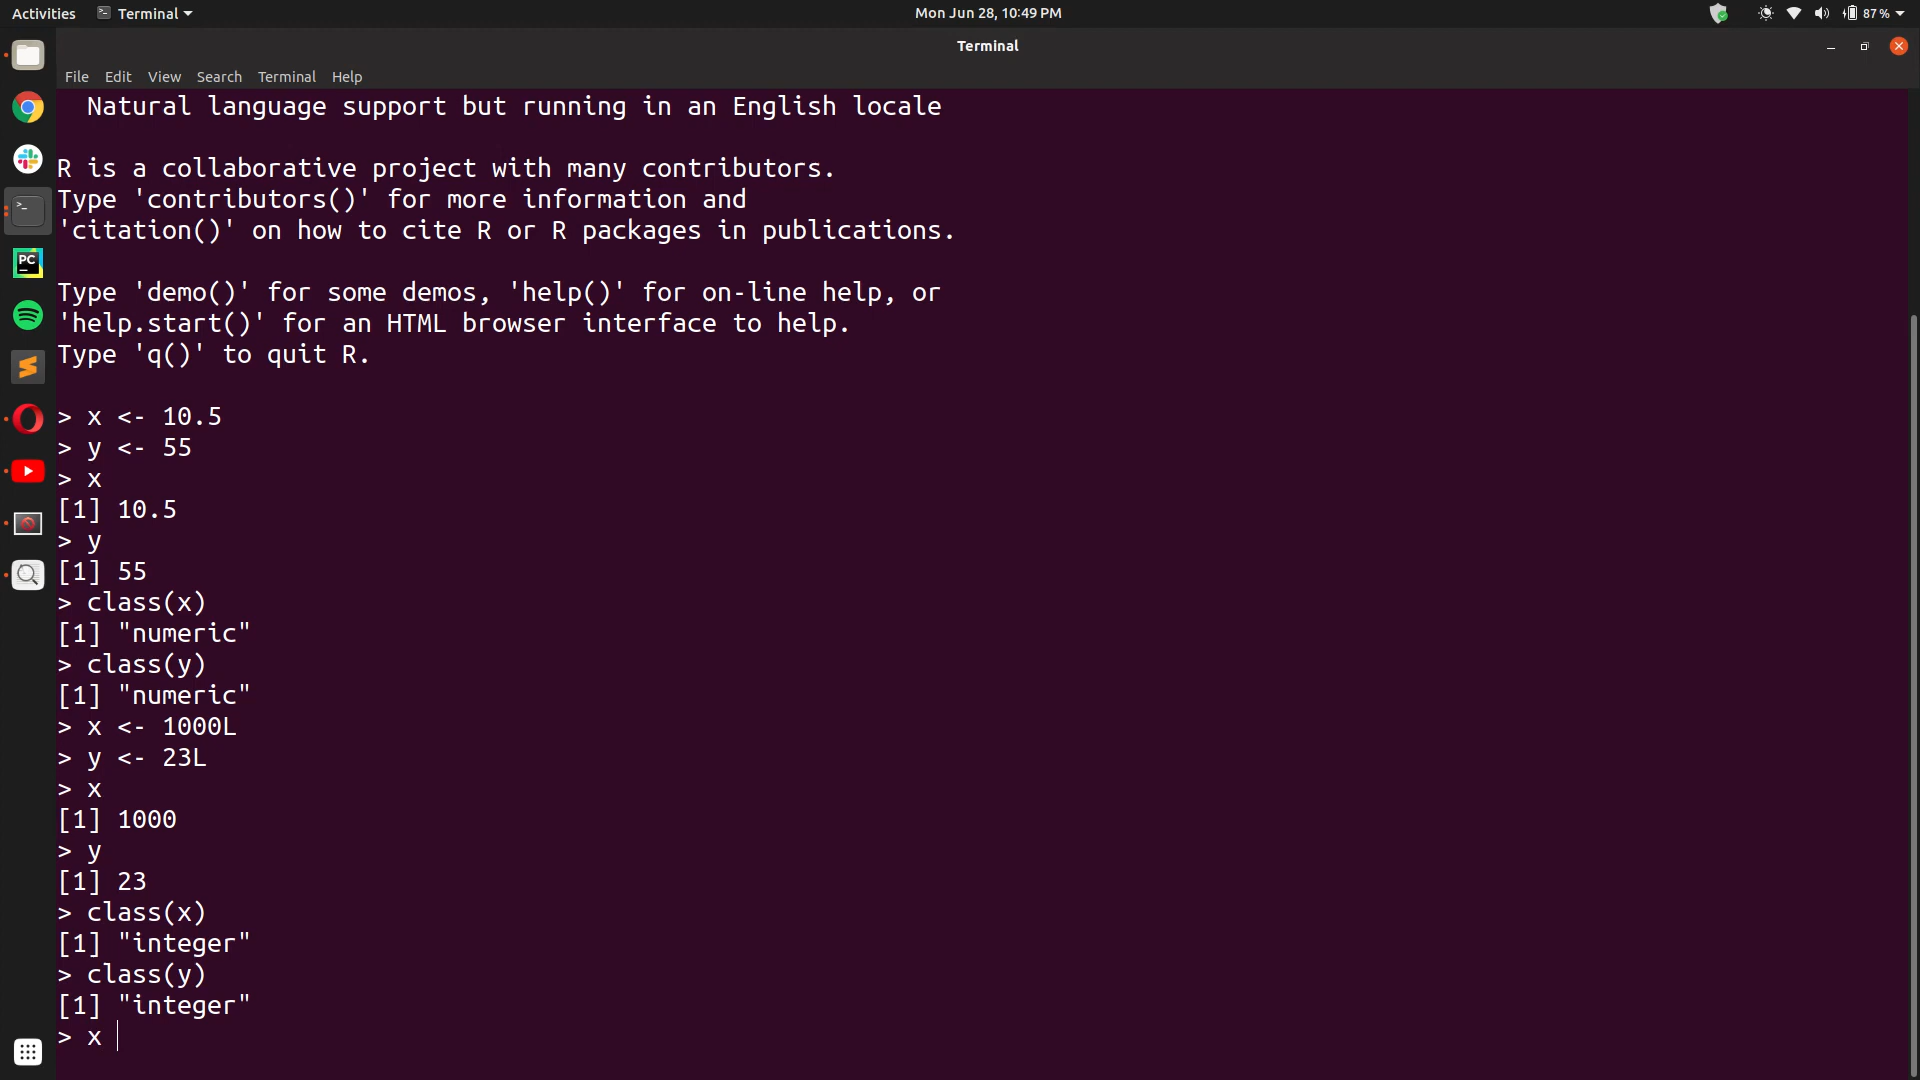 Activities
Terminal
Mon Jun 28, 10:49 PM
87 %
Terminal
File Edit View Search Terminal Help
Natural language support but running in an English locale
R is a collaborative project with many contributors.
Type 'contributors()' for more information and
'citation()' on how to cite R or R packages in publications.
Type 'demo()' for some demos, 'help()' for on-line help, or
'help.start()' for an HTML browser interface to help.
Type 'q()' to quit R.
> x <- 10.5
> y <- 55
> x
[1] 10.5
> y
[1] 55
> class(x)
[1] "numeric"
> class(y)
[1] "numeric"
> x <- 1000L
> y <- 23L
> x
[1] 1000
> y
[1] 23
> class(x)
[1] "integer"
> class(y)
[1] "integer"
> x
PC